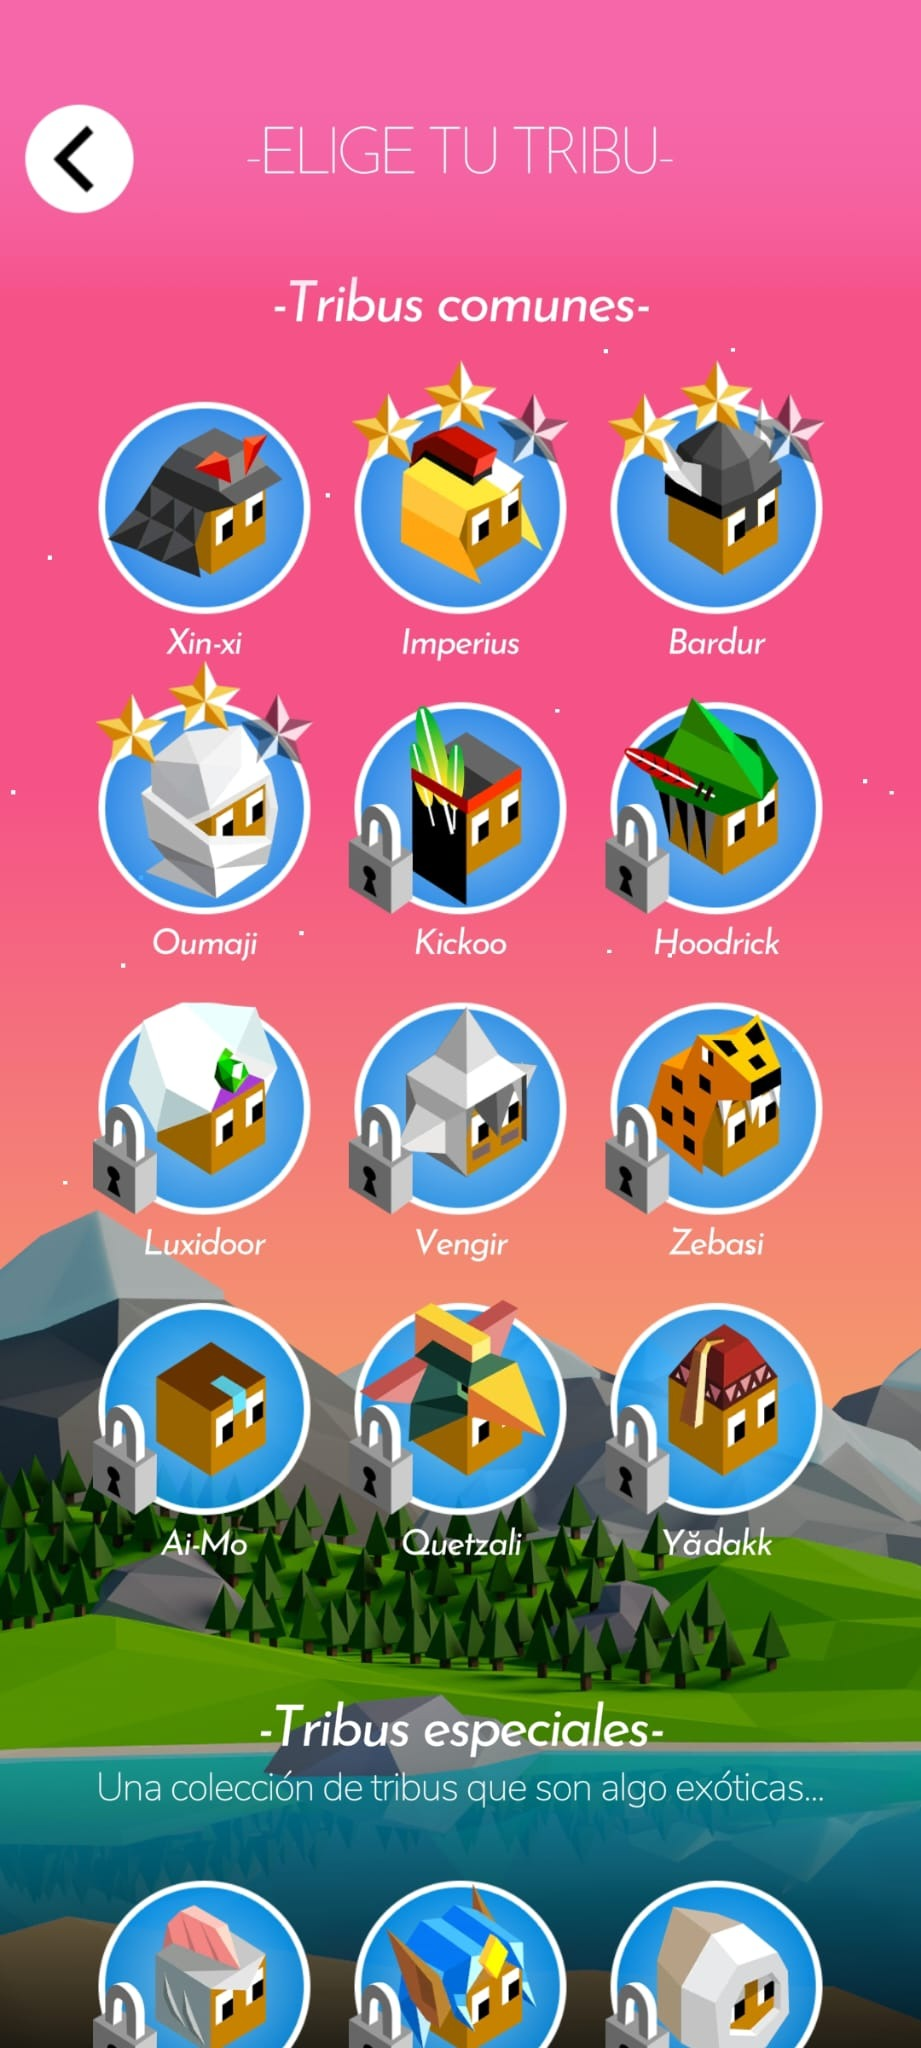 -ELIGE TU TRIBU-
-Tribus comunes-
Xin-xi
Imperius
Bardur
Oumaji
Kickoo
Hoodrick
Luxidoor
Vengir
Zebasi
Ai-Mo
Quetzali
Yădakk
-Tribus especiales-
Una colección de tribus que son algo exóticas...